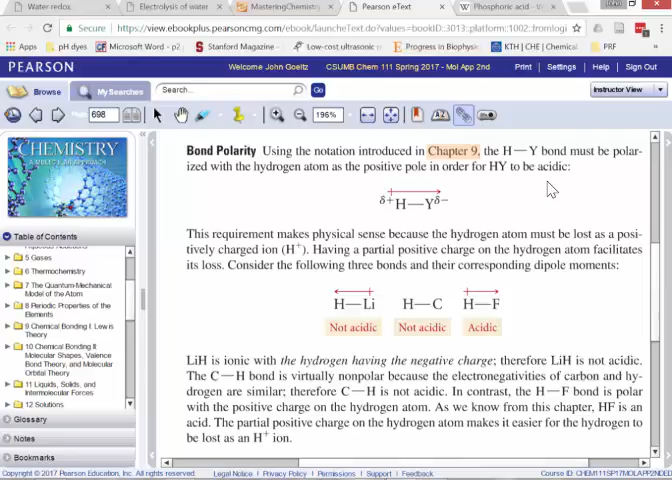 Water redox
Electrolysis of water
MasteringChemistry
Pearson eText
Phosphoric acid - W
Secure | https://view.ebookplus.pearsoncmg.com/ebook/launcheText.do?values=bookID::3013::platform::1002::fromlogi
Apps
pH dyes
Microsoft Word - p2
Stanford Magazine -
Low-cost ultrasonic
Progress in Biophysic
KTH | CHE | Chemical
PRF
PEARSON
Welcome John Goeltz
CSUMB Chem 111 Spring 2017 - Mol App 2nd
Print | Settings | Help | Sign Out
Browse
My Searches
Search...
Go
Instructor View
698
196%
CHEMISTRY
A MOLECULAR APPROACH
Table of Contents
Aqueous Reactions
5 Gases
6 Thermochemistry
7 The Quantum-Mechanical
Model of the Atom
8 Periodic Properties of the
Elements
9 Chemical Bonding I: Lewis
Theory
10 Chemical Bonding II:
Molecular Shapes, Valence
Bond Theory, and Molecular
Orbital Theory
11 Liquids, Solids, and
Intermolecular Forces
12 Solutions
Glossary
Notes
Bookmarks
Bond Polarity Using the notation introduced in Chapter 9, the H—Y bond must be polar-
ized with the hydrogen atom as the positive pole in order for HY to be acidic:
δ+ H—Y δ−
This requirement makes physical sense because the hydrogen atom must be lost as a posi-
tively charged ion (H+). Having a partial positive charge on the hydrogen atom facilitates
its loss. Consider the following three bonds and their corresponding dipole moments:
H—Li H—C H—F
Not acidic Not acidic Acidic
LiH is ionic with the hydrogen having the negative charge; therefore LiH is not acidic.
The C—H bond is virtually nonpolar because the electronegativities of carbon and hy-
drogen are similar; therefore C—H is not acidic. In contrast, the H—F bond is polar
with the positive charge on the hydrogen atom. As we know from this chapter, HF is an
acid. The partial positive charge on the hydrogen atom makes it easier for the hydrogen to
be lost as an H+ ion.
Copyright © 2017 Pearson Education, Inc. All rights reserved.
Legal Notice | Privacy Policy | Permissions | Support | Feedback
Course ID: CHEM111SP17MOLAPP2NDED